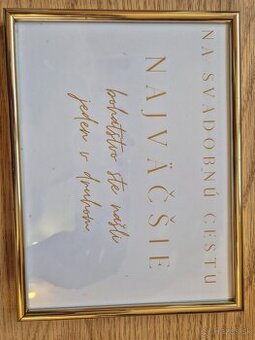 NA SVADOBNÚ CESTU
NAJVÄČŠIE
bohatstvo ste našli
jeden v druhom